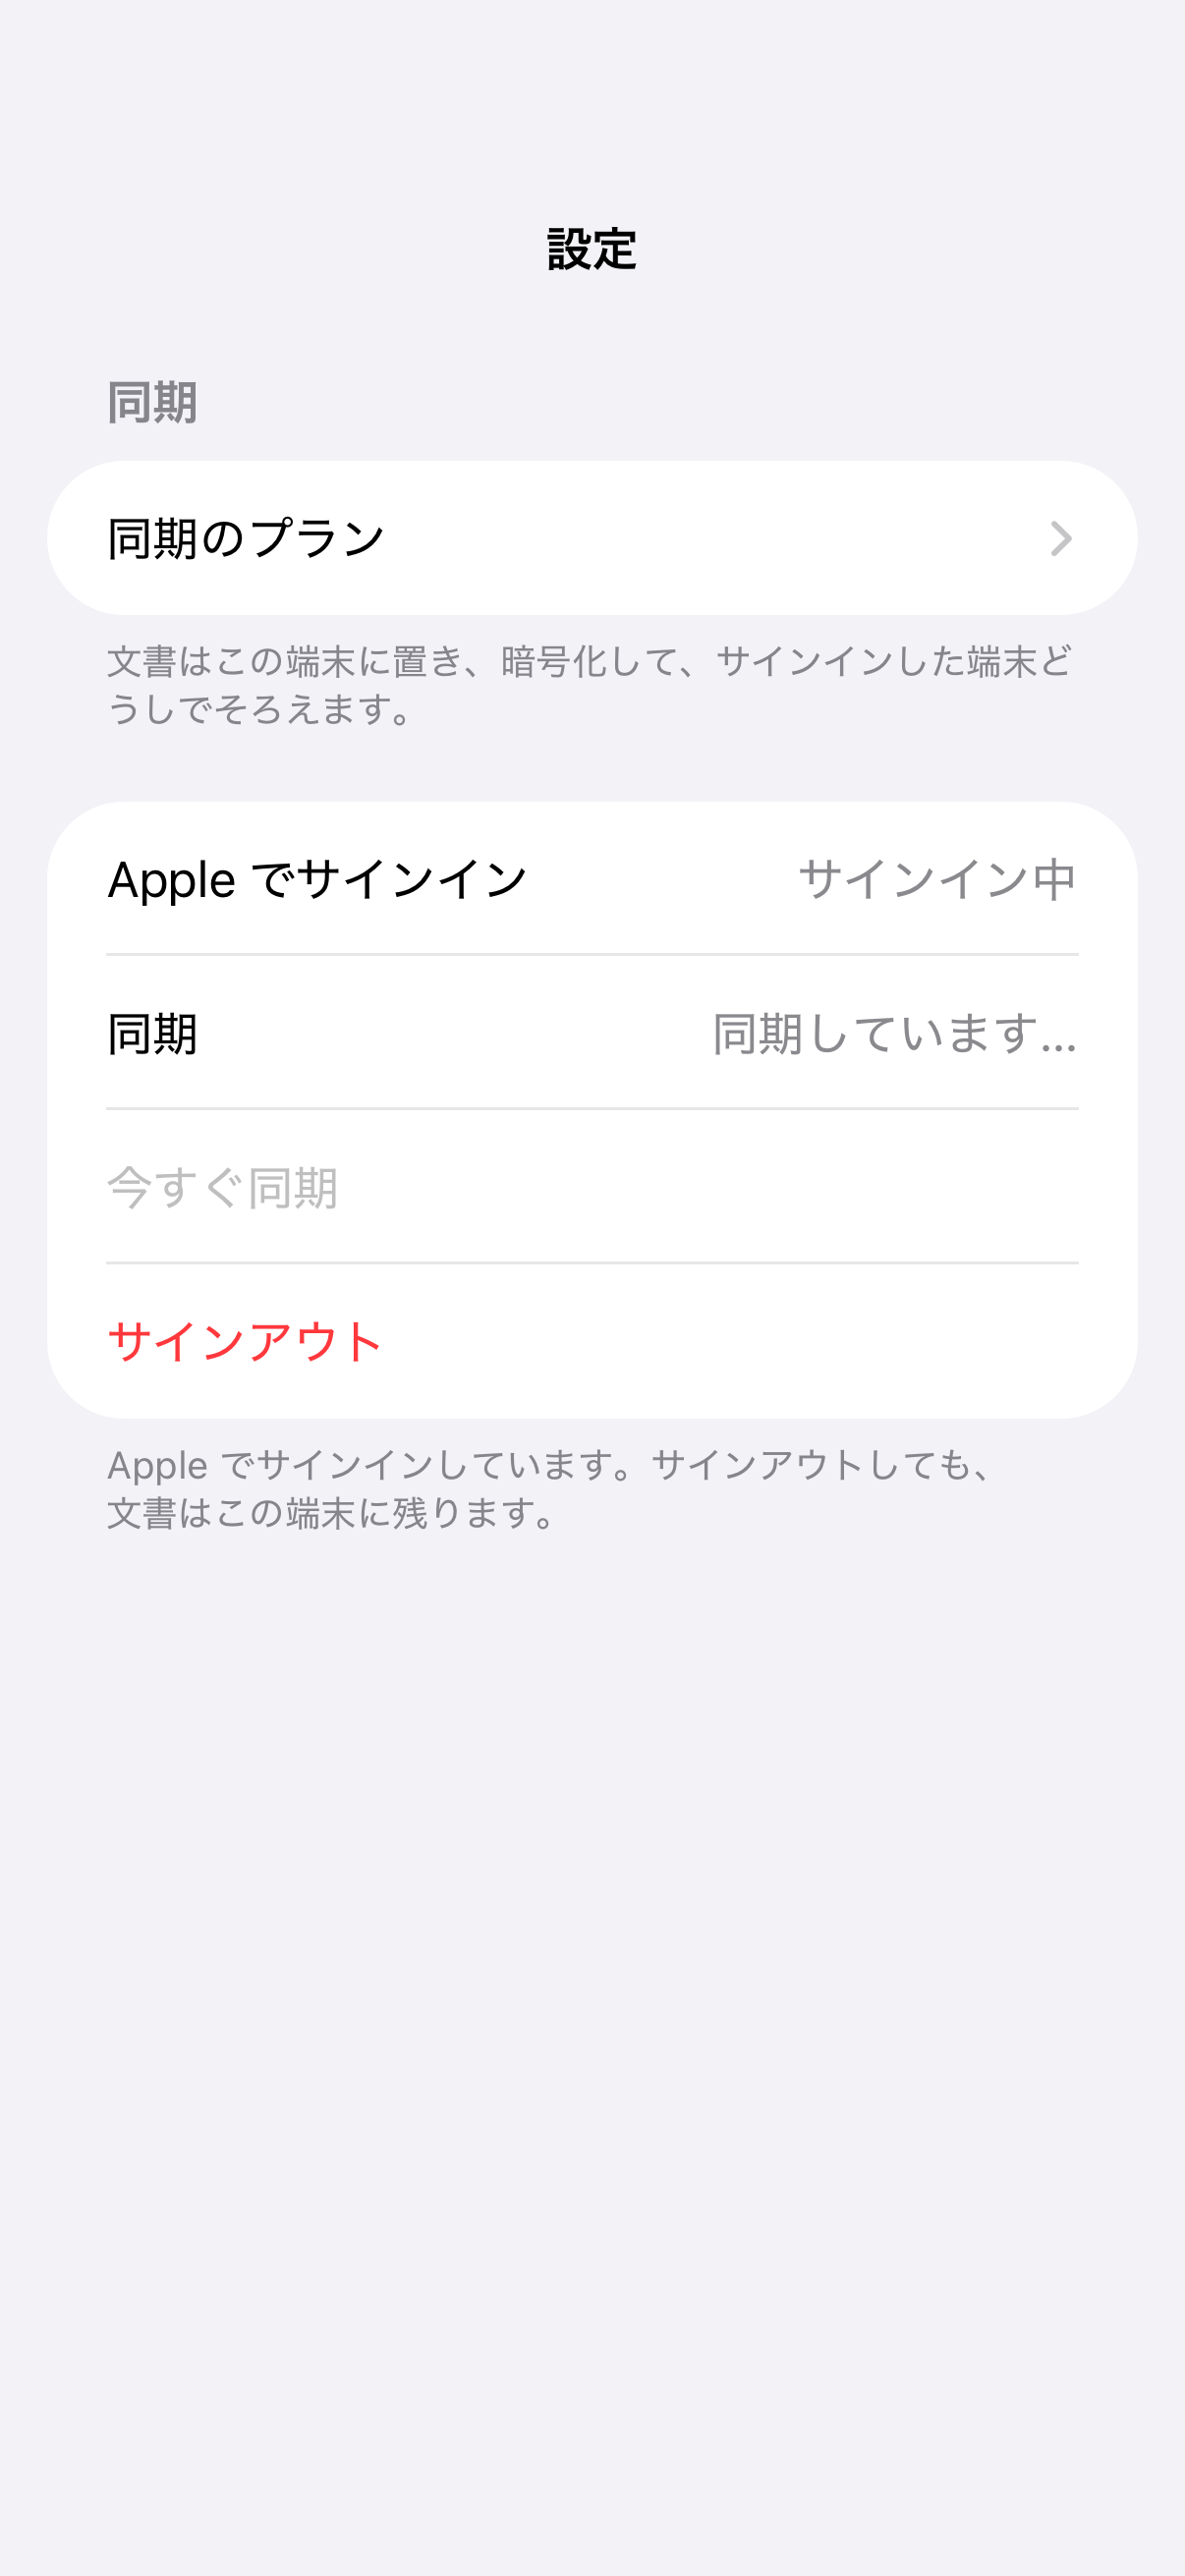 設定
同期
同期のプラン
文書はこの端末に置き、暗号化して、サインインした端末ど
うしでそろえます。
Apple でサインイン
サインイン中
同期
同期しています...
今すぐ同期
サインアウト
Apple でサインインしています。サインアウトしても、
文書はこの端末に残ります。